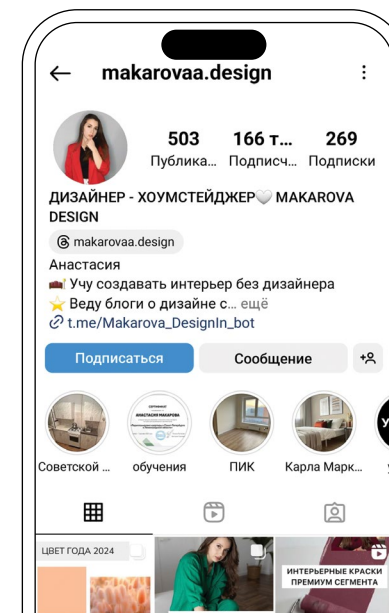 makarovaa.design
503 166 т... 269
Публика... Подписч... Подписки
ДИЗАЙНЕР - ХОУМСТЕЙДЖЕР🤍 MAKAROVA
DESIGN
makarovaa.design
Анастасия
🛋️ Учу создавать интерьер без дизайнера
⭐ Веду блоги о дизайне с... ещё
t.me/Makarova_DesignIn_bot
Подписаться Сообщение
АНАСТАСИЯ МАКАРОВА
Советской ... обучения ПИК Карла Марк...
ЦВЕТ ГОДА 2024
ИНТЕРЬЕРНЫЕ КРАСКИ
ПРЕМИУМ СЕГМЕНТА